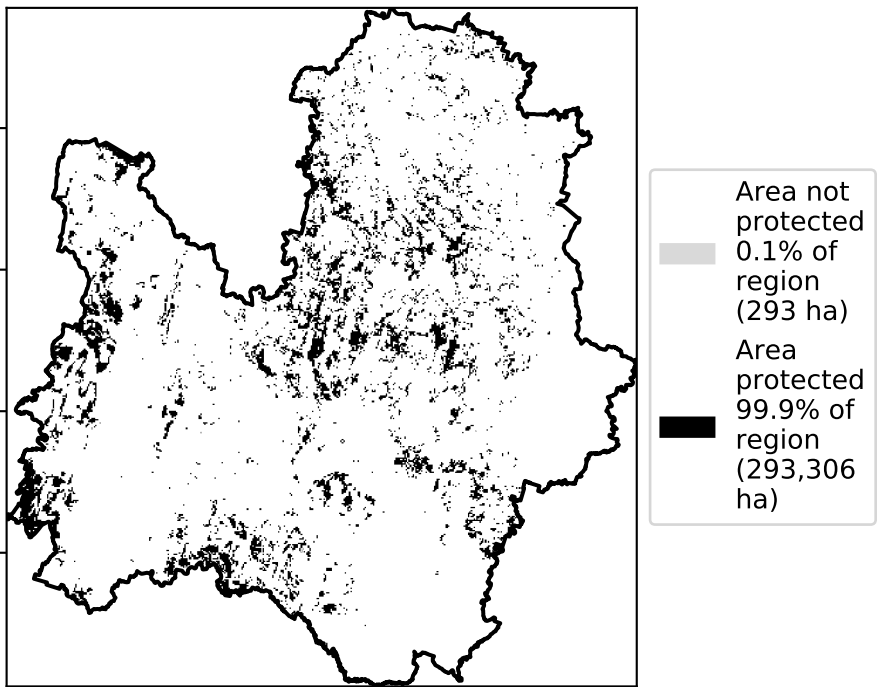 Area not
protected
0.1% of
region
(293 ha)
Area
protected
99.9% of
region
(293,306
ha)